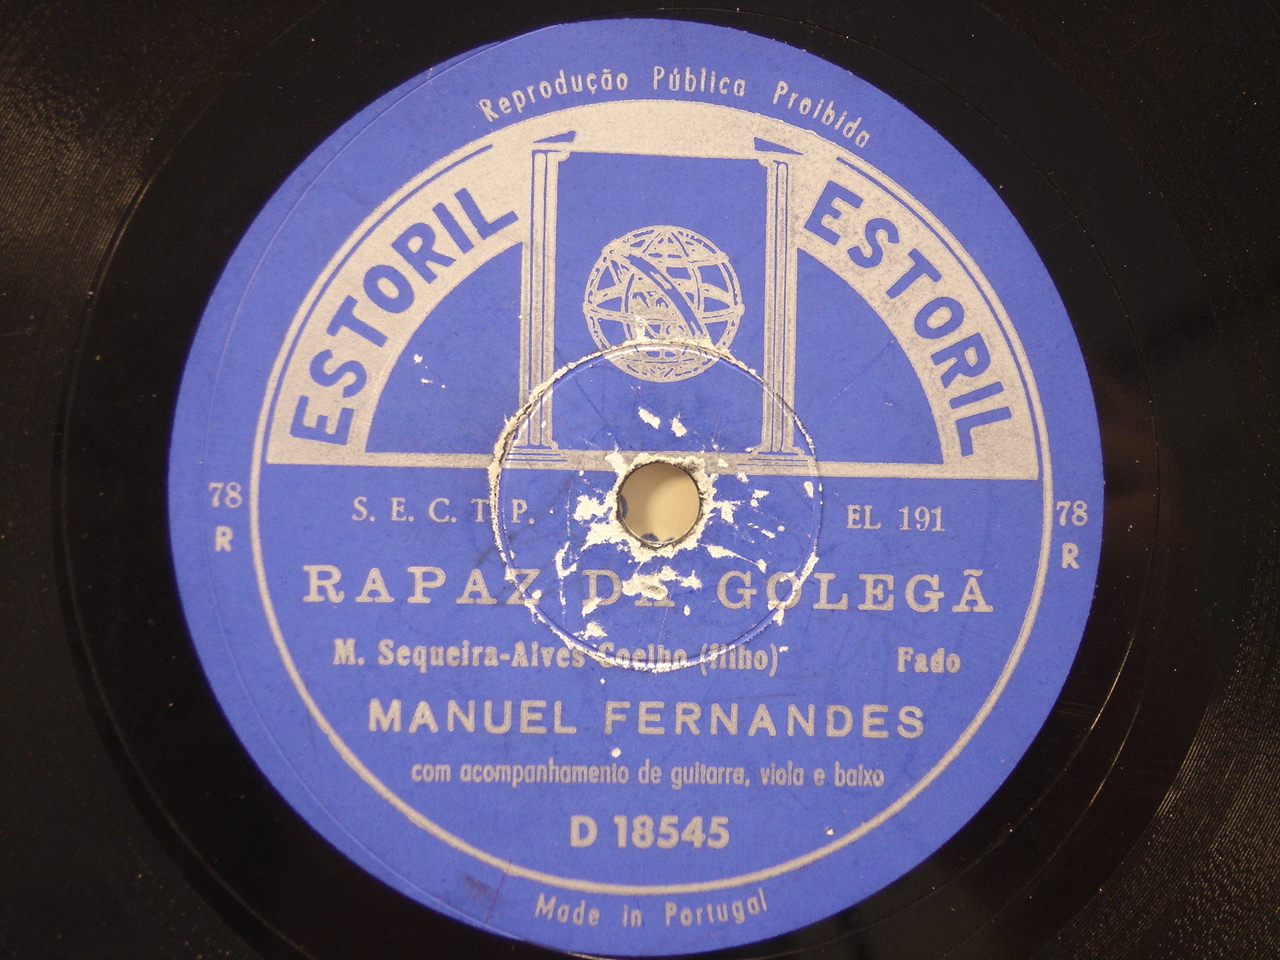 Reprodução Pública Proibida
ESTORIL ESTORIL
78 R
78 R
S. E. C. T. P. EL 191
RAPAZ DA GOLEGÃ
M. Sequeira-Alves Coelho (filho) Fado
MANUEL FERNANDES
com acompanhamento de guitarra, viola e baixo
D 18545
Made in Portugal